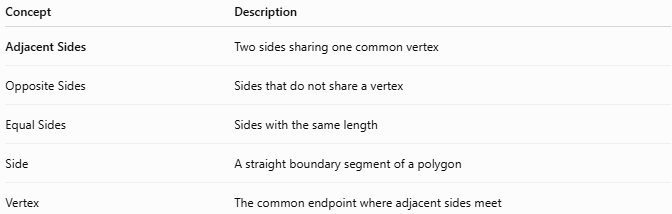 Concept Description
Adjacent Sides Two sides sharing one common vertex
Opposite Sides Sides that do not share a vertex
Equal Sides Sides with the same length
Side A straight boundary segment of a polygon
Vertex The common endpoint where adjacent sides meet